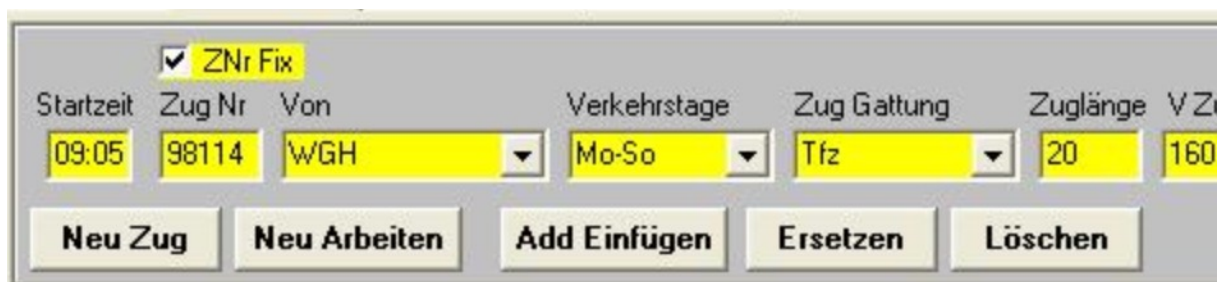 ZNr Fix
Startzeit Zug Nr Von Verkehrstage Zug Gattung Zuglänge V
09:05 98114 WGH Mo-So Tfz 20 160
Neu Zug Neu Arbeiten Add Einfügen Ersetzen Löschen